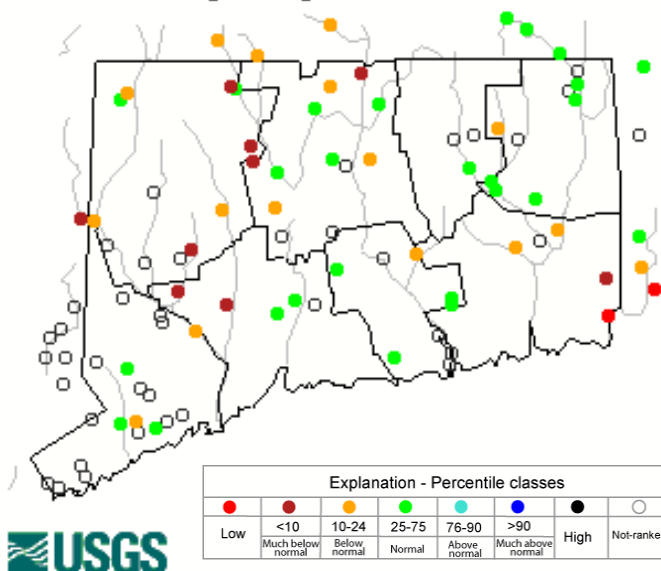 Explanation - Percentile classes
Low <10 10-24 25-75 76-90 >90 High Not-ranke
Much below normal Below normal Normal Above normal Much above normal
USGS